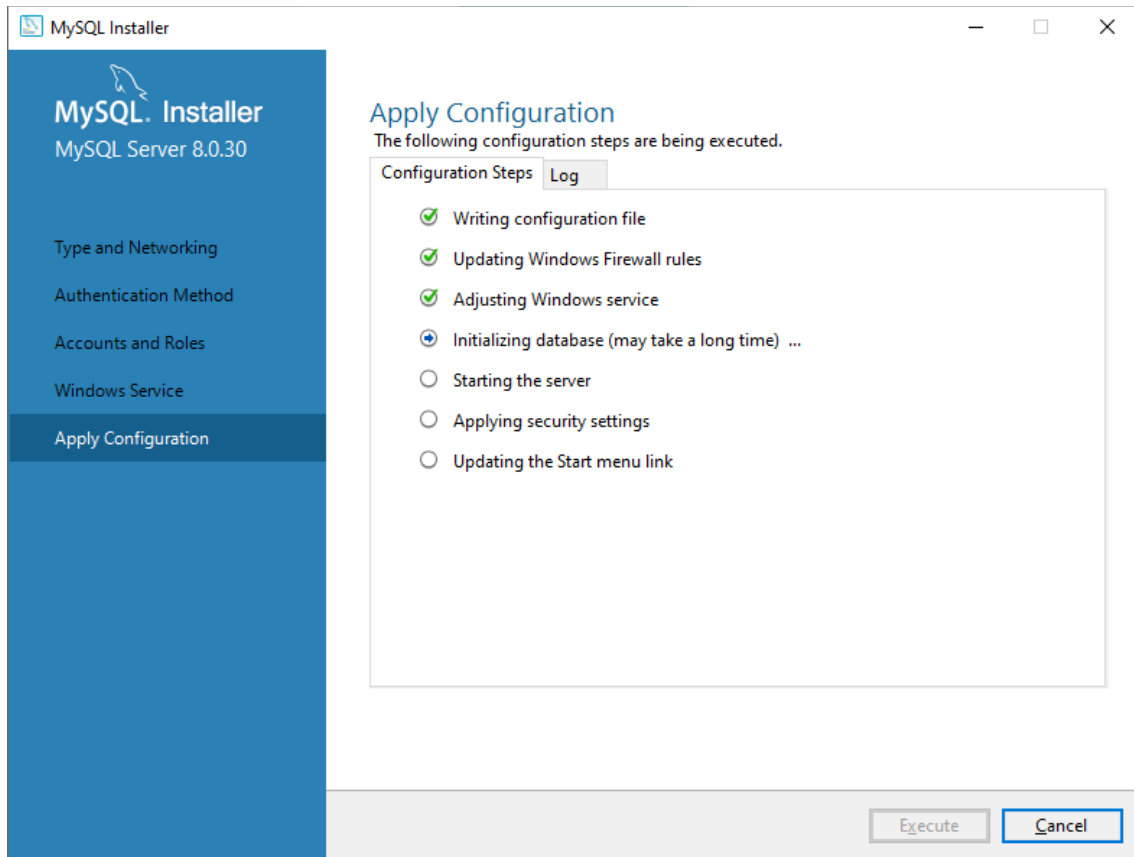 MySQL Installer
MySQL. Installer
MySQL Server 8.0.30
Type and Networking
Authentication Method
Accounts and Roles
Windows Service
Apply Configuration
Apply Configuration
The following configuration steps are being executed.
Configuration Steps Log
Writing configuration file
Updating Windows Firewall rules
Adjusting Windows service
Initializing database (may take a long time) ...
Starting the server
Applying security settings
Updating the Start menu link
Execute Cancel